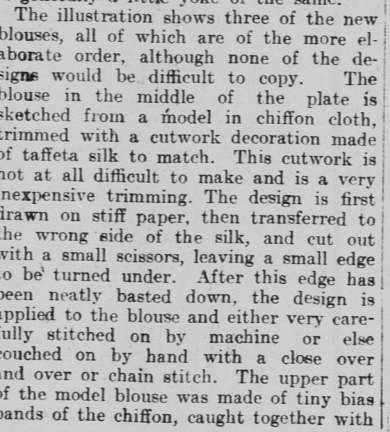 The illustration shows three of the new
blouses, all of which are of the more el-
aborate order, although none of the de-
signs would be difficult to copy. The
blouse in the middle of the plate is
sketched from a model in chiffon cloth,
trimmed with a cutwork decoration made
of taffeta silk to match. This cutwork is
not at all difficult to make and is a very
inexpensive trimming. The design is first
drawn on stiff paper, then transferred to
the wrong side of the silk, and cut out
with a small scissors, leaving a small edge
to be turned under. After this edge has
been neatly basted down, the design is
applied to the blouse and either very care-
fully stitched on by machine or else
couched on by hand with a close over
and over or chain stitch. The upper part
of the model blouse was made of tiny bias
bands of the chiffon, caught together with